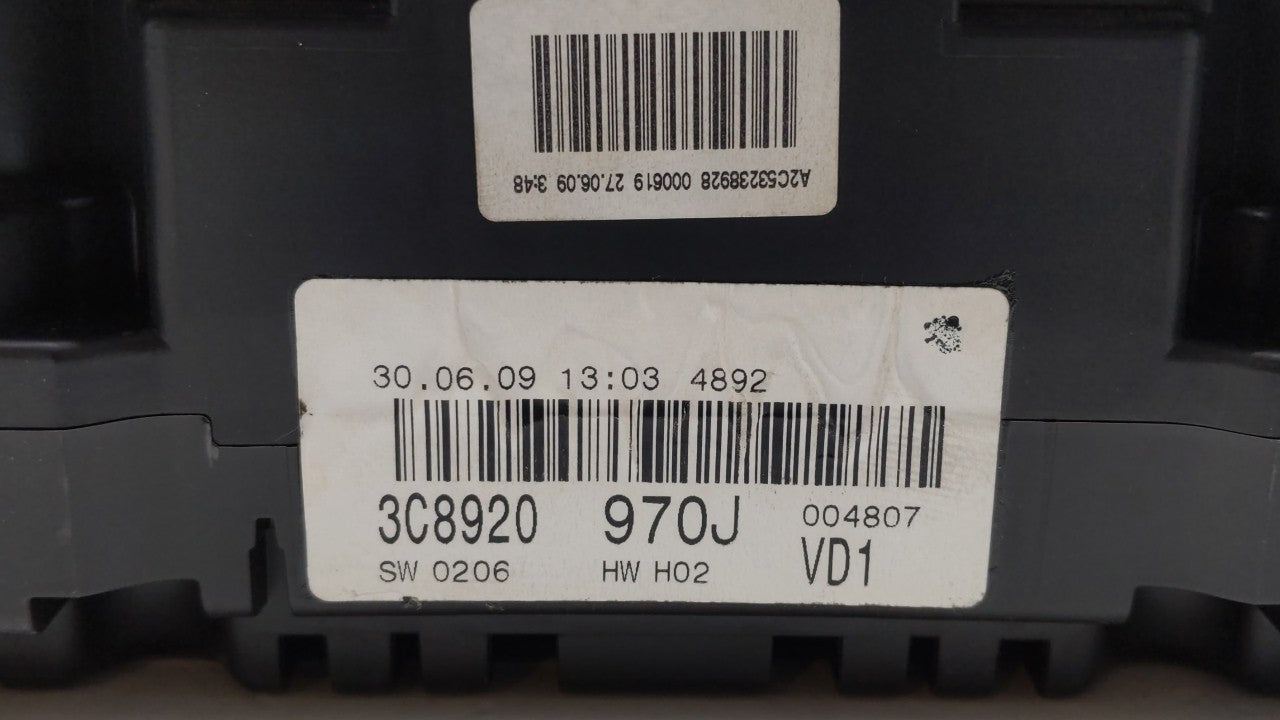 A2C53238928 000619 27.06.09 3:48
30.06.09 13:03 4892
3C8920 970J 004807
SW 0206 HW H02 VD1